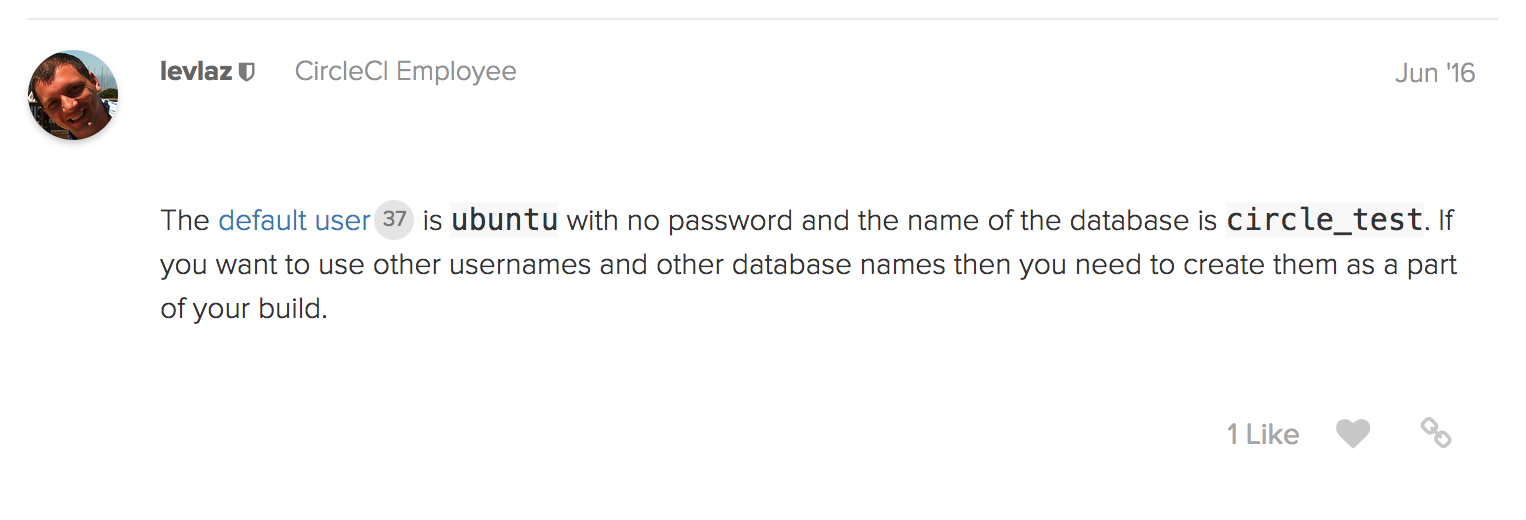 levlaz CircleCI Employee Jun '16
The default user 37 is ubuntu with no password and the name of the database is circle_test. If
you want to use other usernames and other database names then you need to create them as a part
of your build.
1 Like